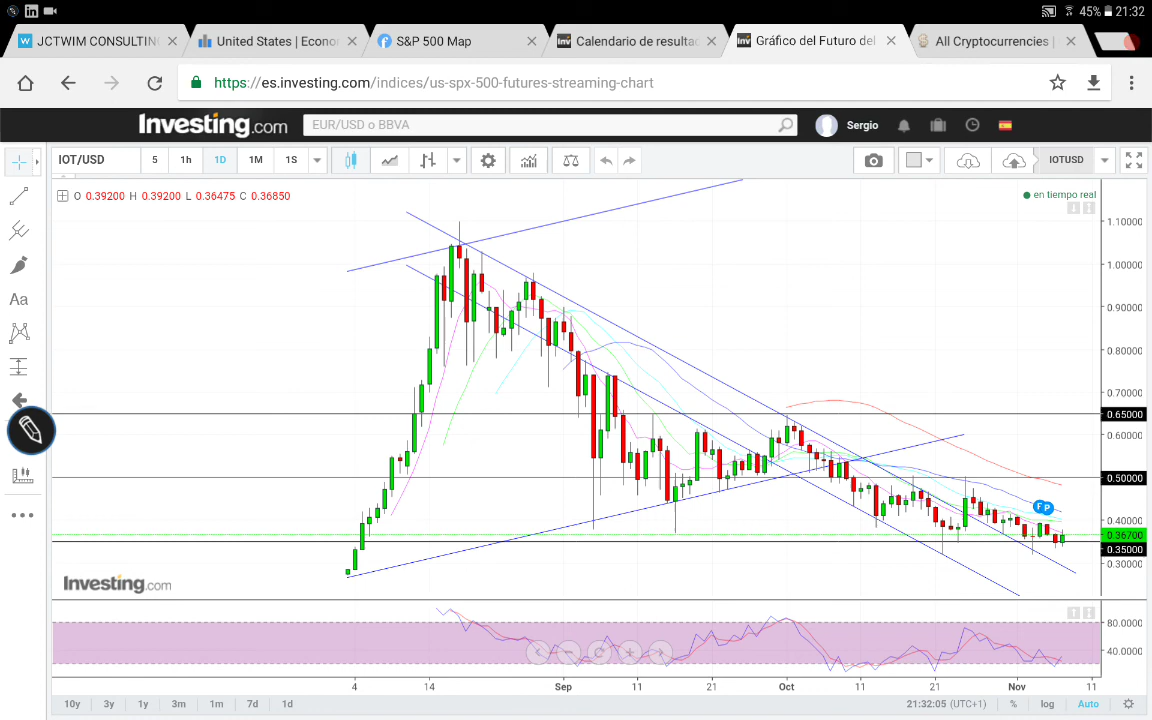 45% 21:32
JCTWIM CONSULTIN
United States | Econo
S&P 500 Map
Calendario de resulta
Gráfico del Futuro del
All Cryptocurrencies |
https://es.investing.com/indices/us-spx-500-futures-streaming-chart
Investing.com
EUR/USD o BBVA
Sergio
IOT/USD
5
1h
1D
1M
1S
IOTUSD
O 0.39200 H 0.39200 L 0.36475 C 0.36850
en tiempo real
1.10000
1.00000
0.90000
0.80000
0.70000
0.65000
0.60000
0.50000
0.40000
0.36700
0.35000
0.30000
Aa
F P
Investing.com
80.0000
40.0000
4 14 Sep 11 21 Oct 11 21 Nov 11
10y 3y 1y 3m 1m 7d 1d
21:32:05 (UTC+1) % log Auto